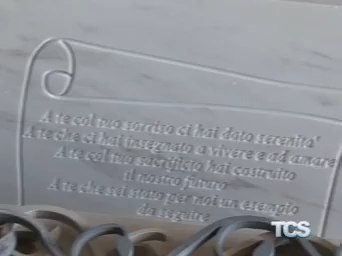 A te col tuo sorriso ci hai dato serenita'
A te che ci hai insegnato a vivere e ad amare
A te col tuo sacrificio hai costruito
il nostro futuro
A te che sei stato per noi un esempio
da seguire
TCS